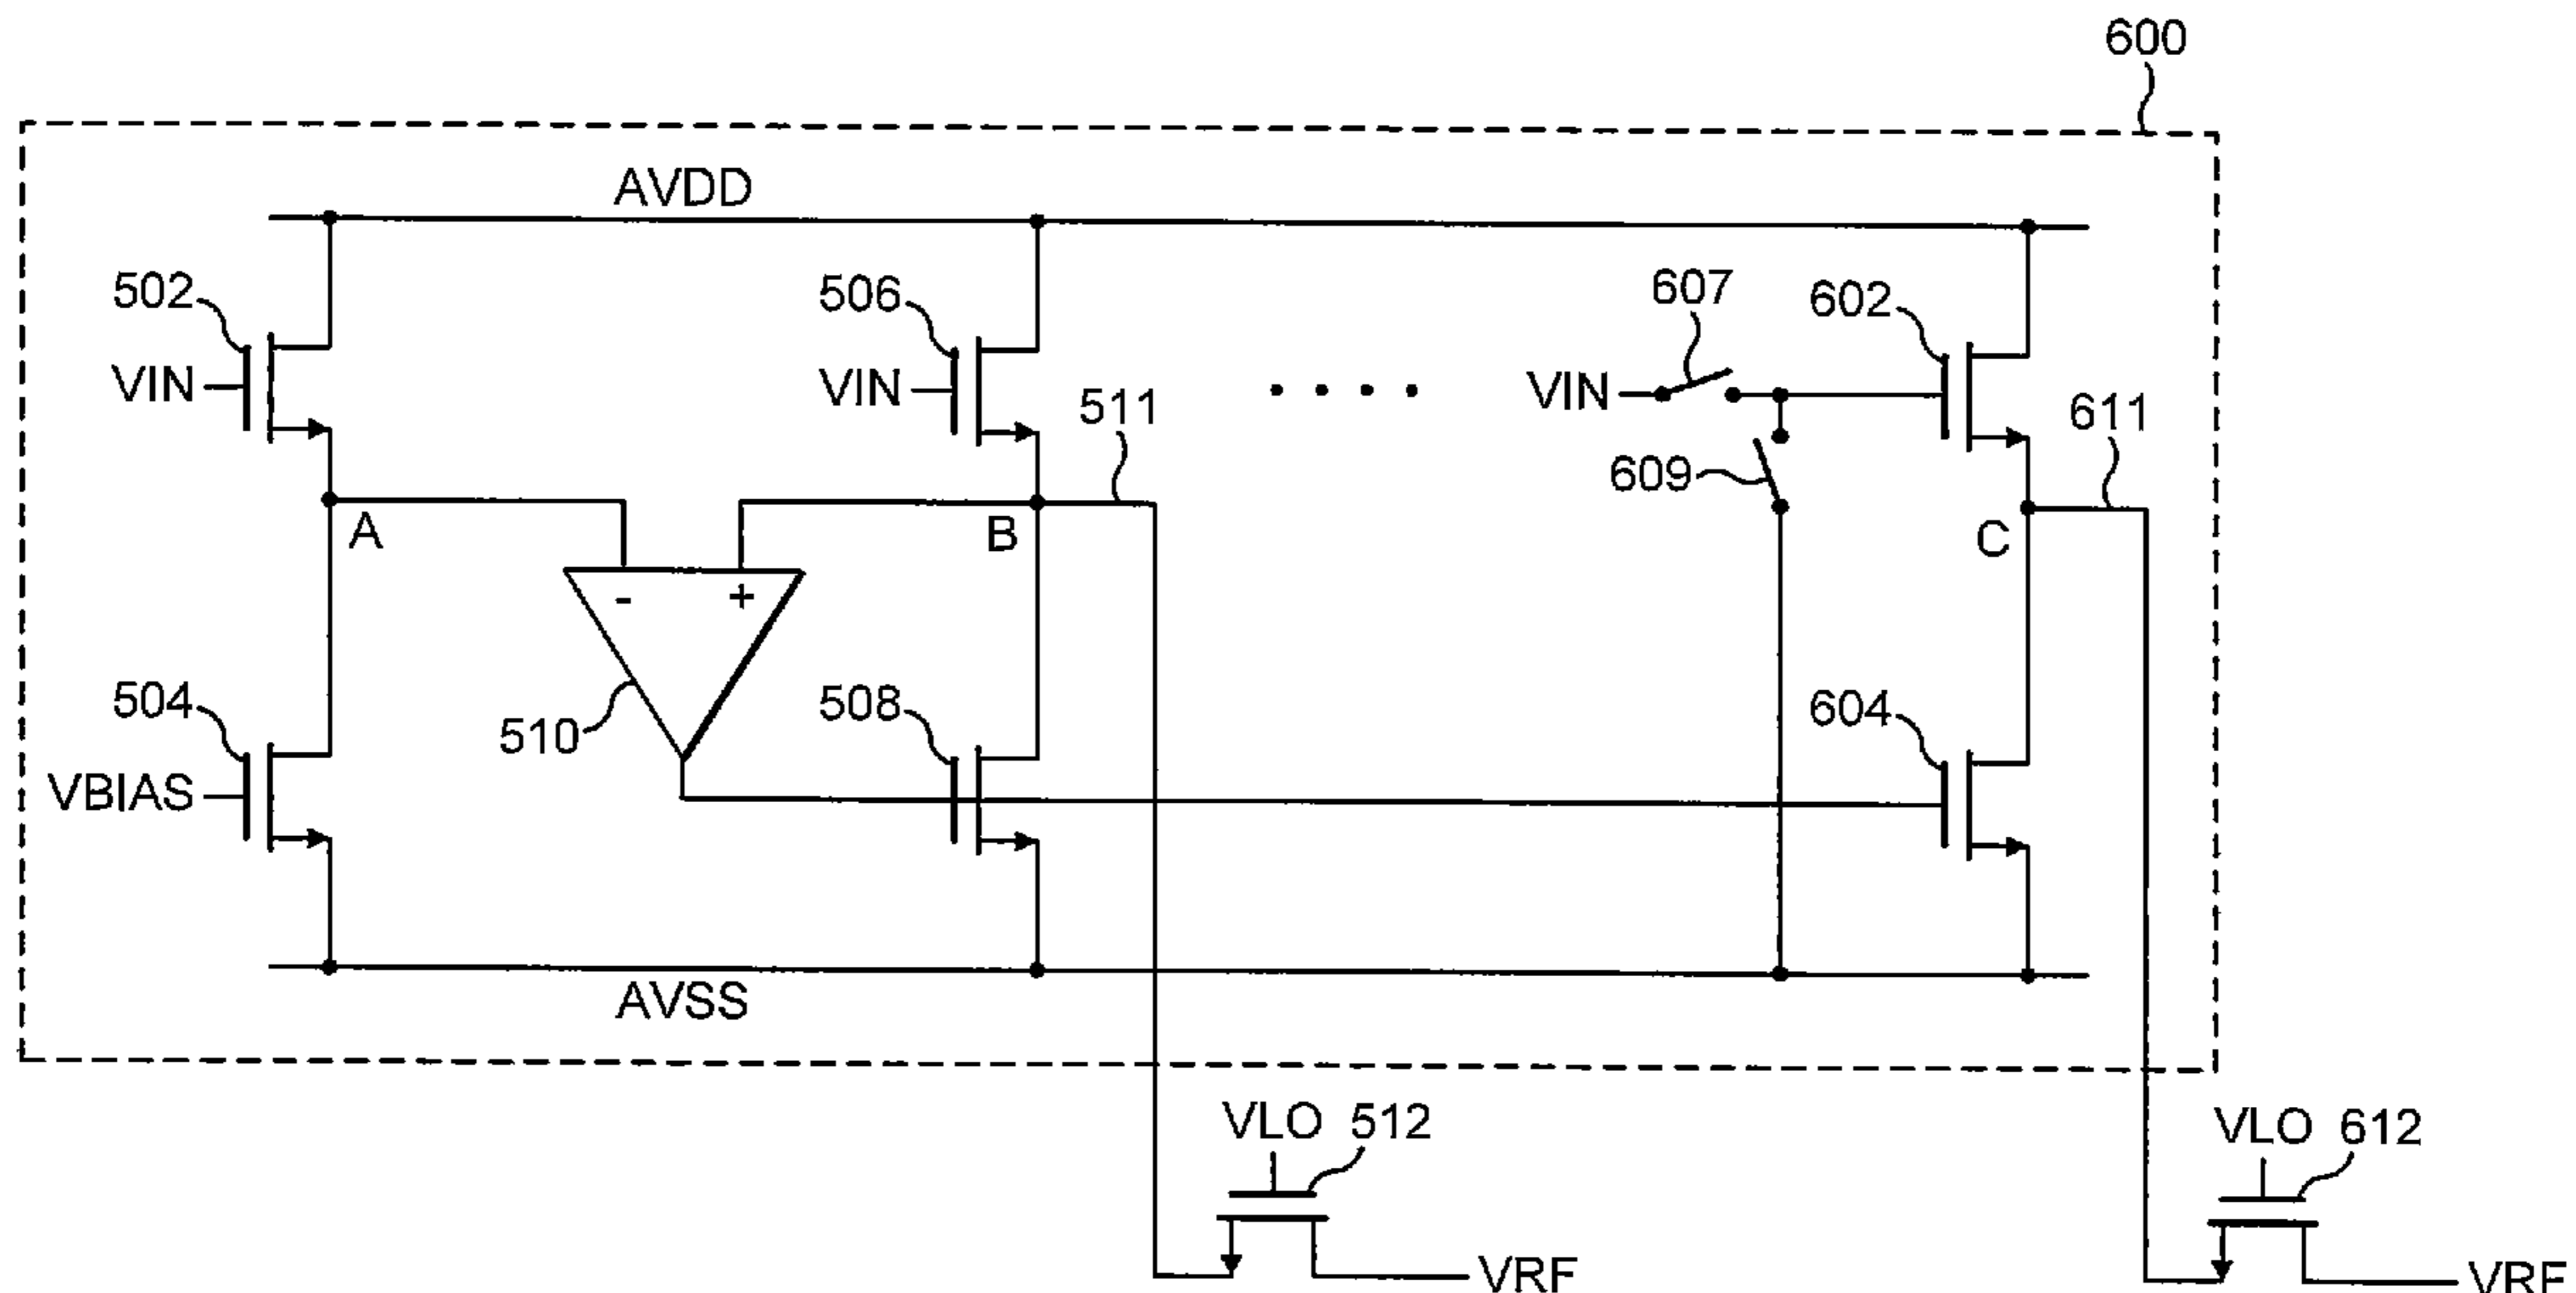 600
AVDD
502
506
607
602
VIN
VIN
511
VIN
611
609
A
B
C
- +
504
510
508
604
VBIAS
AVSS
VLO 512
VLO 612
VRF
VRF